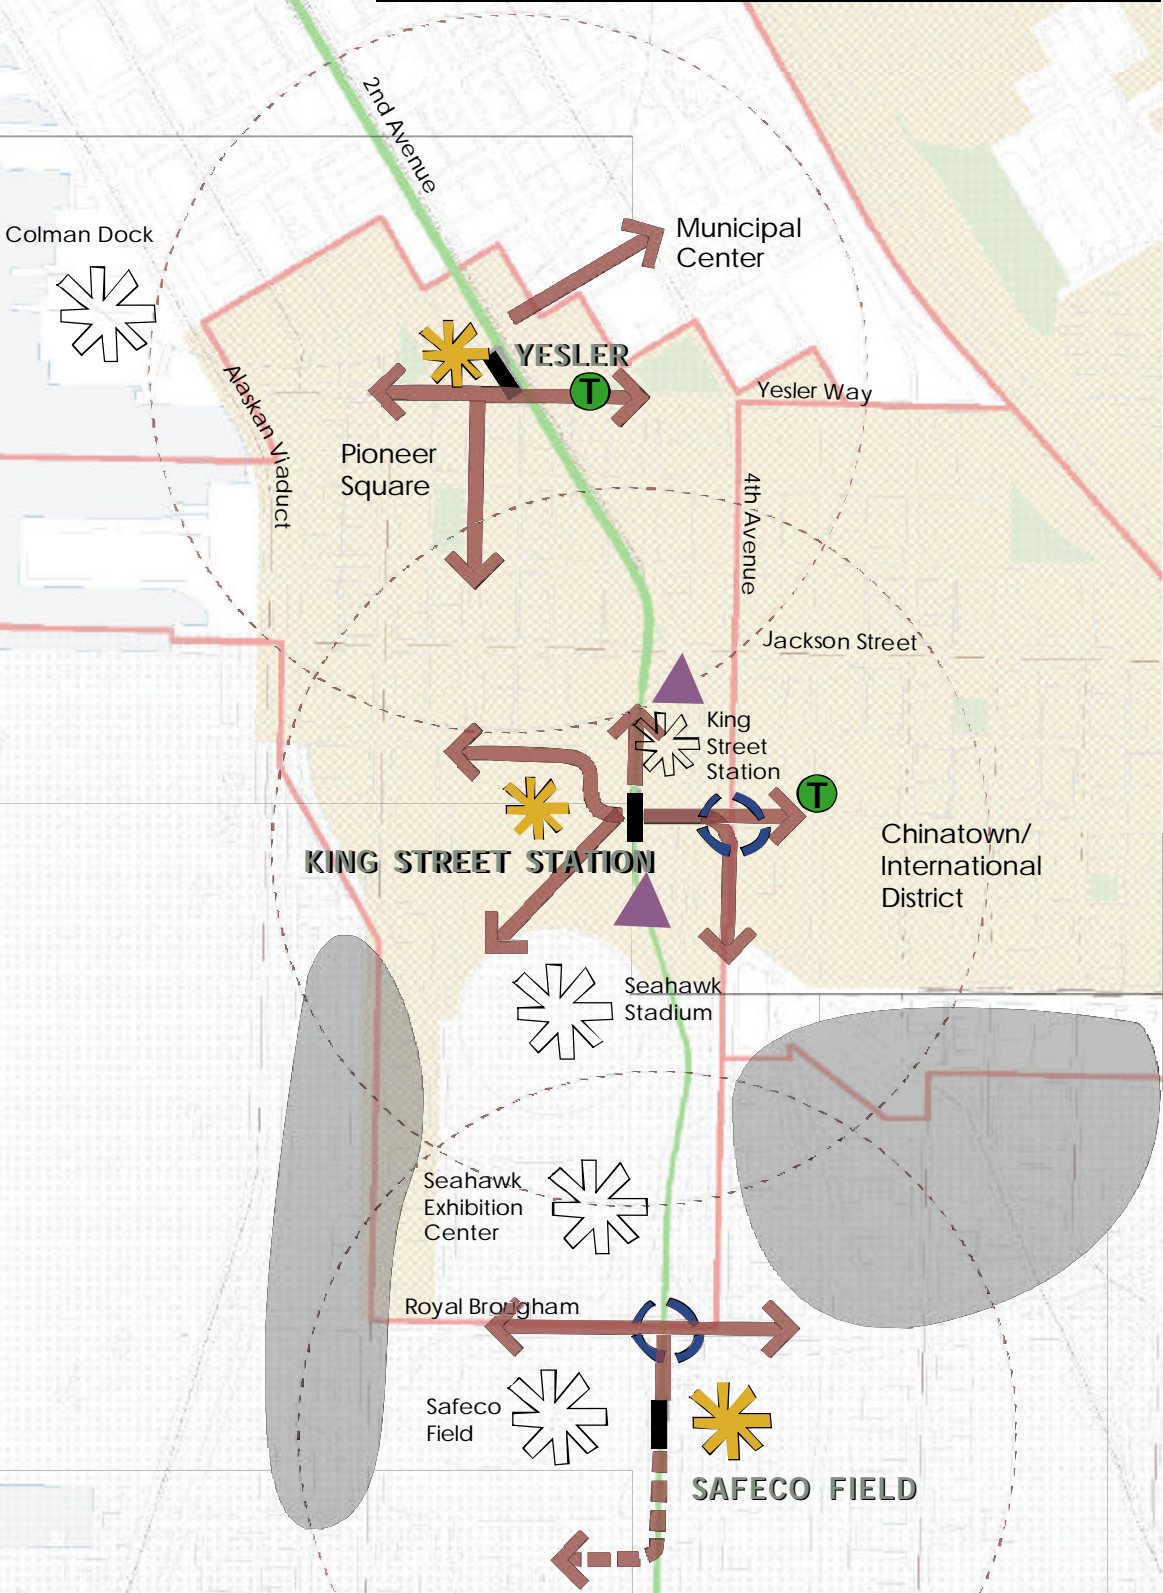 2nd Avenue
Colman Dock
Municipal
Center
YESLER
T
Yesler Way
Alaskan Viaduct
Pioneer
Square
4th Avenue
Jackson Street
King
Street
Station
T
Chinatown/
International
District
KING STREET STATION
Seahawk
Stadium
Seahawk
Exhibition
Center
Royal Brougham
Safeco
Field
SAFECO FIELD